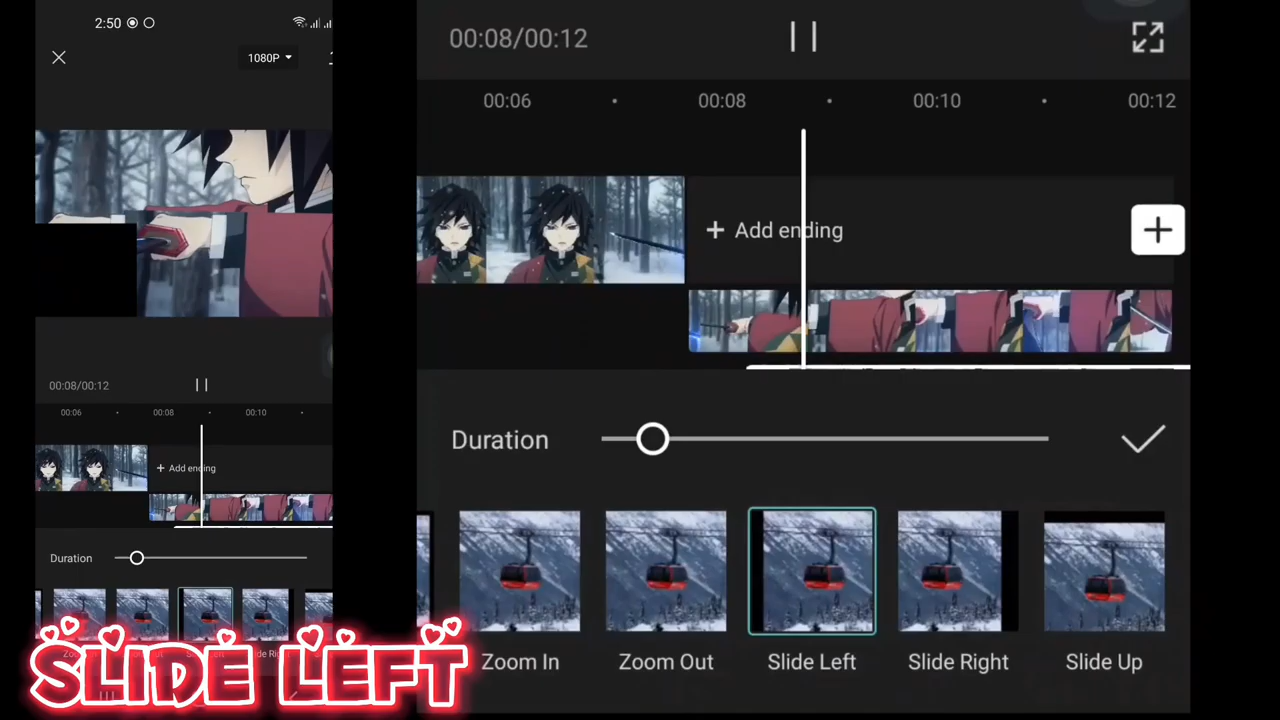 2:50
1080P
00:08/00:12
00:06
00:08
00:10
+ Add ending
Duration
SLIDE LEFT
00:08/00:12
00:06 00:08 00:10 00:12
+ Add ending
Duration
Zoom In Zoom Out Slide Left Slide Right Slide Up